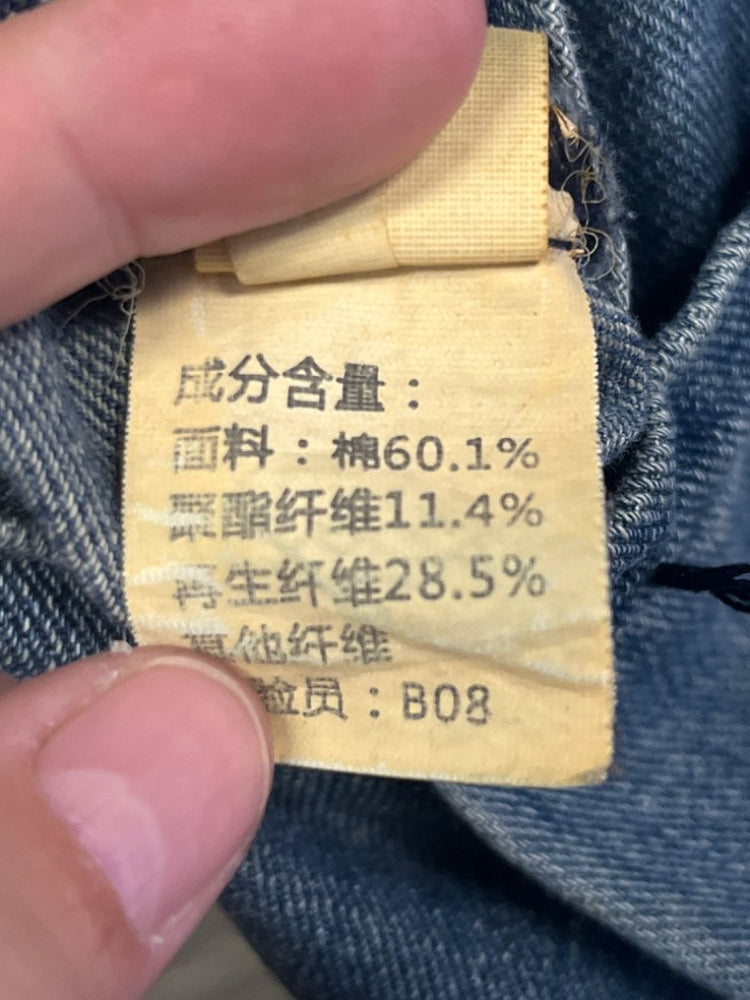 成分含量：
面料：棉60.1%
聚酯纤维11.4%
再生纤维28.5%
其他纤维
验员：B08